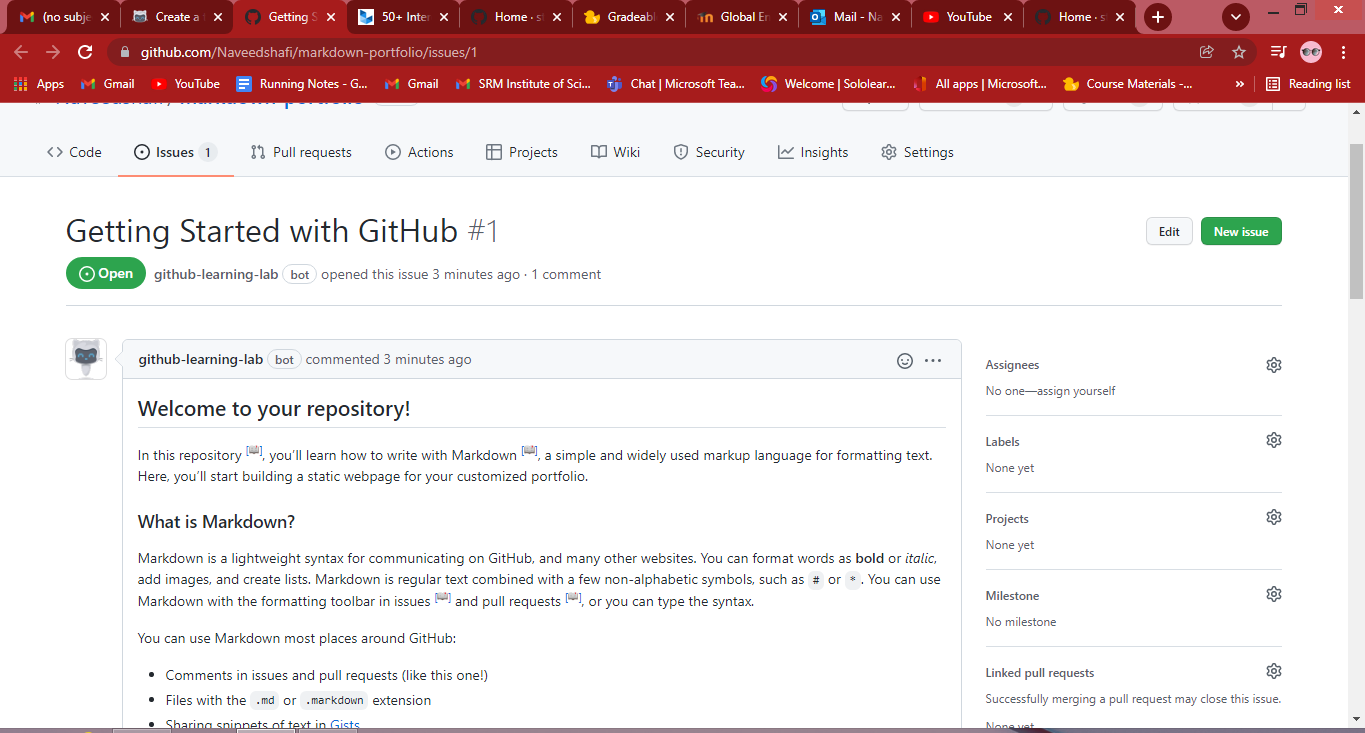 (no subje
Create a
Getting S
50+ Inter
Home · s
Gradeabl
Global En
Mail - Na
YouTube
Home · s
github.com/Naveedshafi/markdown-portfolio/issues/1
Apps
Gmail
YouTube
Running Notes - G...
Gmail
SRM Institute of Sci...
Chat | Microsoft Tea...
Welcome | Sololear...
All apps | Microsoft...
Course Materials -...
»
Reading list
Code
Issues 1
Pull requests
Actions
Projects
Wiki
Security
Insights
Settings
Getting Started with GitHub #1
Edit
New issue
Open
github-learning-lab bot opened this issue 3 minutes ago · 1 comment
github-learning-lab bot commented 3 minutes ago
Welcome to your repository!
In this repository, you'll learn how to write with Markdown, a simple and widely used markup language for formatting text.
Here, you'll start building a static webpage for your customized portfolio.
What is Markdown?
Markdown is a lightweight syntax for communicating on GitHub, and many other websites. You can format words as bold or italic,
add images, and create lists. Markdown is regular text combined with a few non-alphabetic symbols, such as # or *. You can use
Markdown with the formatting toolbar in issues and pull requests, or you can type the syntax.
You can use Markdown most places around GitHub:
• Comments in issues and pull requests (like this one!)
• Files with the .md or .markdown extension
• Sharing snippets of text in Gists
Assignees
No one—assign yourself
Labels
None yet
Projects
None yet
Milestone
No milestone
Linked pull requests
Successfully merging a pull request may close this issue.
None yet